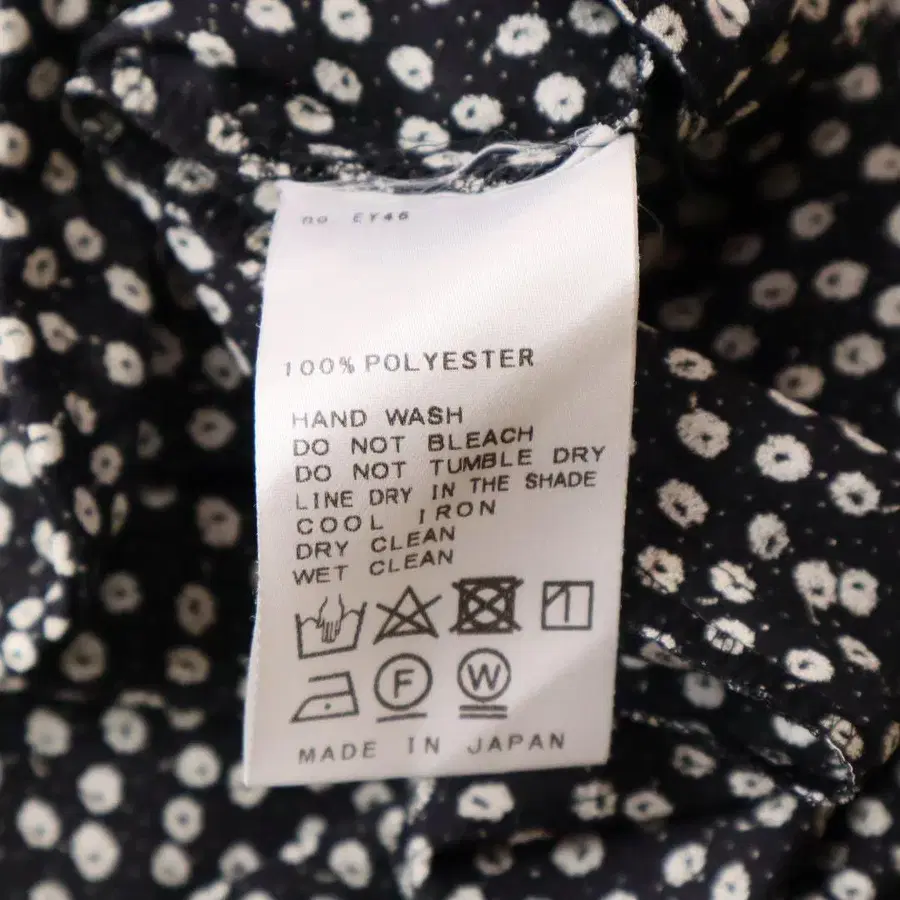 no EY46
100% POLYESTER
HAND WASH
DO NOT BLEACH
DO NOT TUMBLE DRY
LINE DRY IN THE SHADE
COOL IRON
DRY CLEAN
WET CLEAN
F W
MADE IN JAPAN